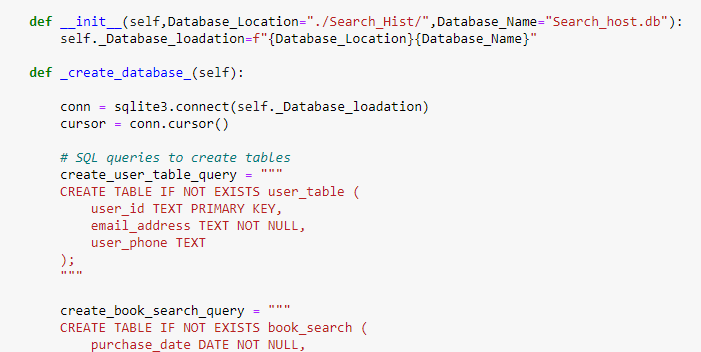 def __init__(self,Database_Location="./Search_Hist/",Database_Name="Search_host.db"):
self._Database_loadation=f"{Database_Location}{Database_Name}"
def _create_database_(self):
conn = sqlite3.connect(self._Database_loadation)
cursor = conn.cursor()
# SQL queries to create tables
create_user_table_query = """
CREATE TABLE IF NOT EXISTS user_table (
user_id TEXT PRIMARY KEY,
email_address TEXT NOT NULL,
user_phone TEXT
);
"""
create_book_search_query = """
CREATE TABLE IF NOT EXISTS book_search (
purchase_date DATE NOT NULL,